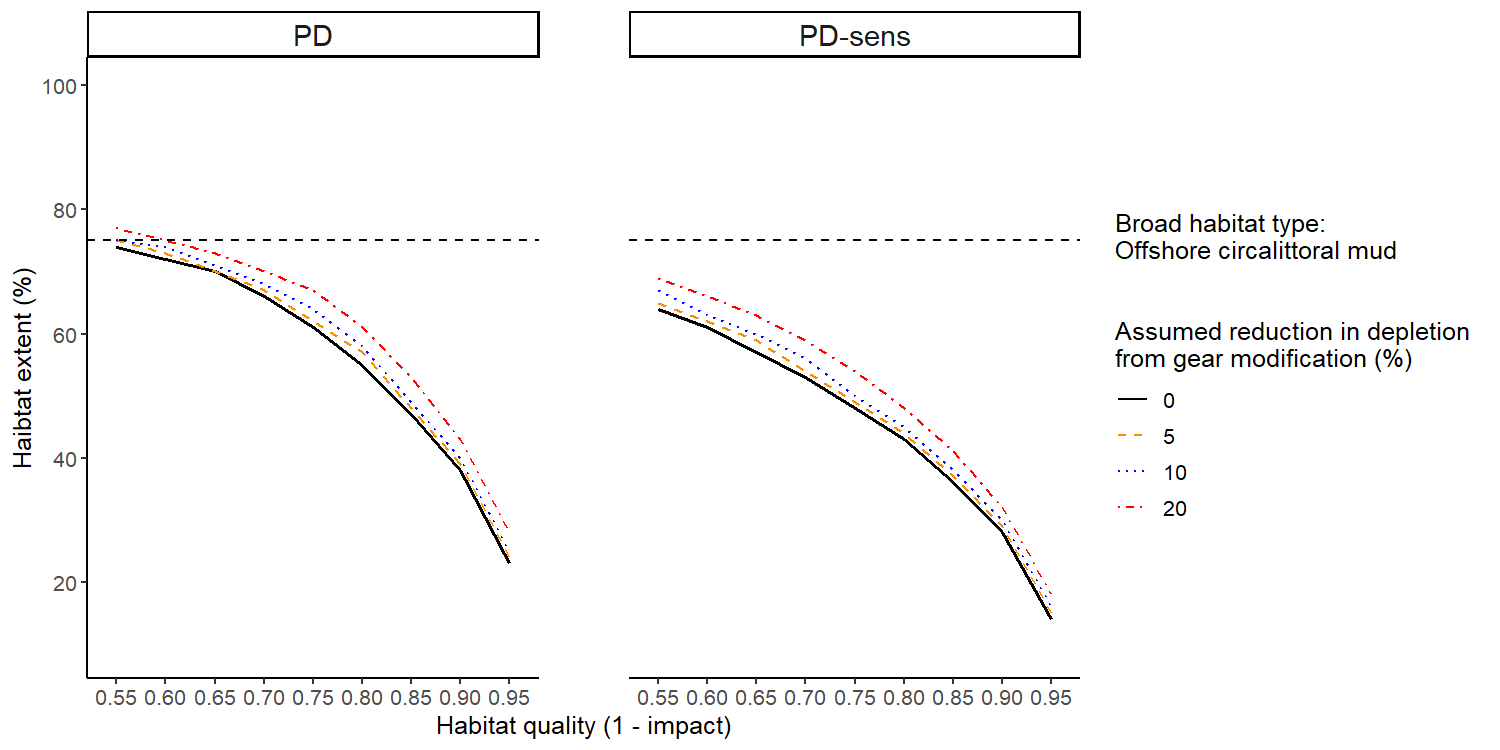 PD
PD-sens
100
80
60
40
20
Haibtat extent (%)
0.55 0.60 0.65 0.70 0.75 0.80 0.85 0.90 0.95
0.55 0.60 0.65 0.70 0.75 0.80 0.85 0.90 0.95
Habitat quality (1 - impact)
Broad habitat type:
Offshore circalittoral mud
Assumed reduction in depletion
from gear modification (%)
0
5
10
20